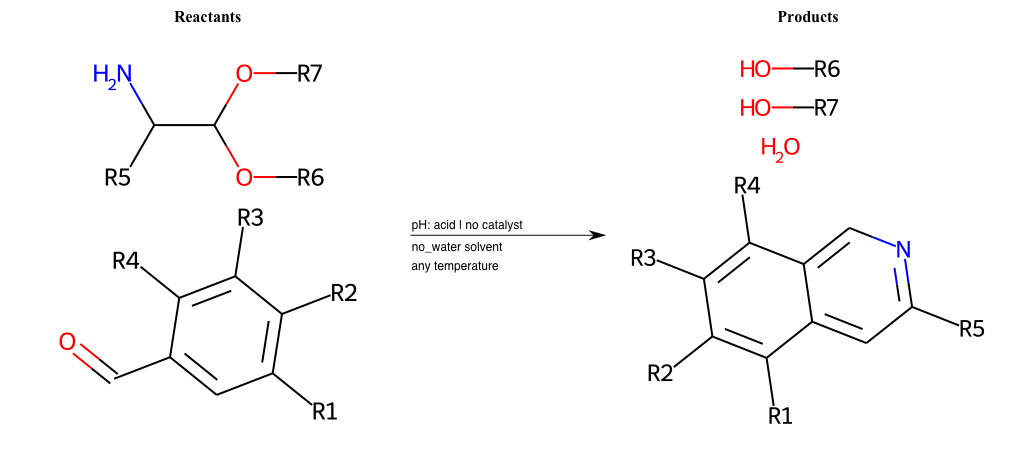 Reactants
Products
H2N
O
R7
R5
O
R6
HO
R6
HO
R7
H2O
R3
R4
R2
O
R1
pH: acid | no catalyst
no_water solvent
any temperature
R4
R3
N
R5
R2
R1